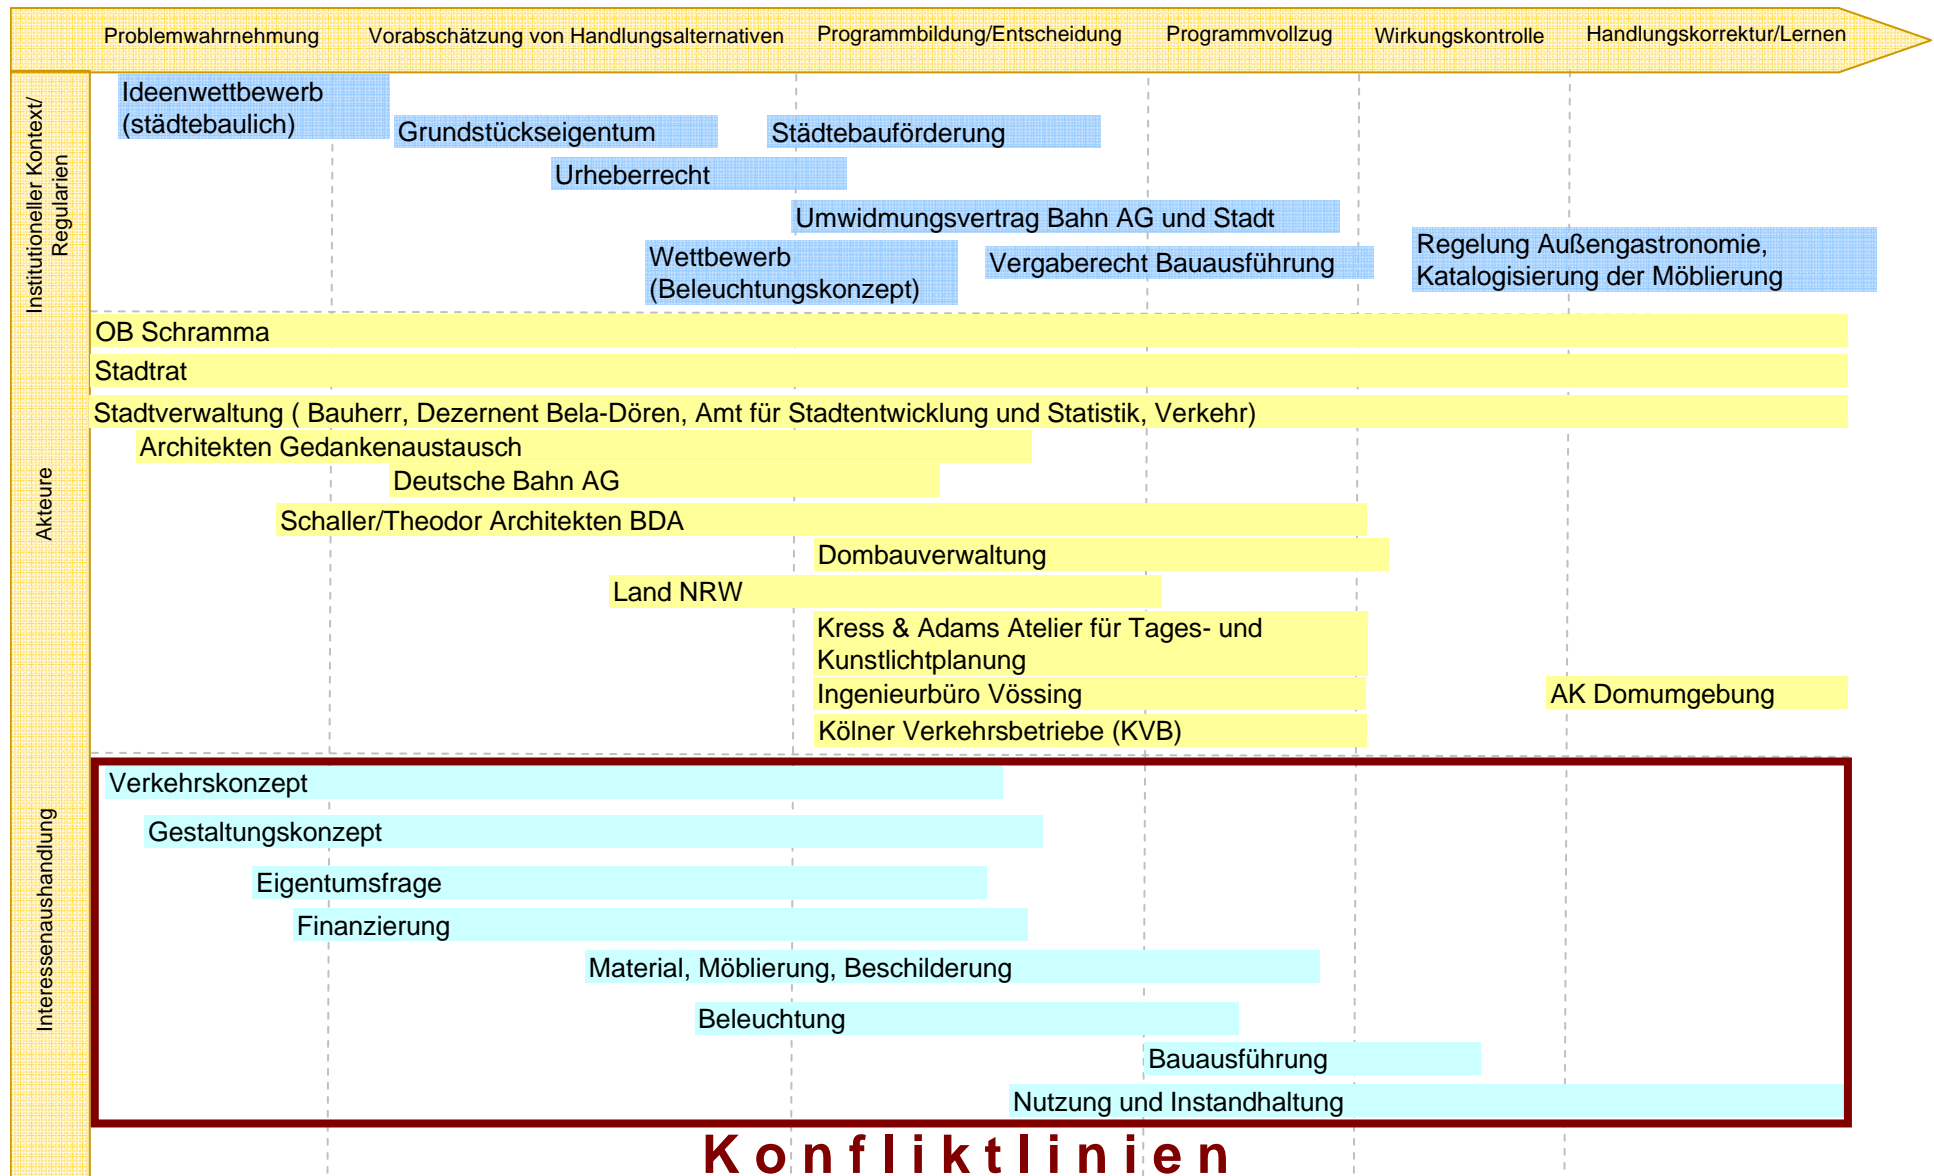 Problemwahrnehmung
Vorabschätzung von Handlungsalternativen
Programmbildung/Entscheidung
Programmvollzug
Wirkungskontrolle
Handlungskorrektur/Lernen
Institutioneller Kontext/
Regularien
Ideenwettbewerb
(städtebaulich)
Grundstückseigentum
Städtebauförderung
Urheberrecht
Umwidmungsvertrag Bahn AG und Stadt
Wettbewerb
(Beleuchtungskonzept)
Vergaberecht Bauausführung
Regelung Außengastronomie,
Katalogisierung der Möblierung
Akteure
OB Schramma
Stadtrat
Stadtverwaltung ( Bauherr, Dezernent Bela-Dören, Amt für Stadtentwicklung und Statistik, Verkehr)
Architekten Gedankenaustausch
Deutsche Bahn AG
Schaller/Theodor Architekten BDA
Dombauverwaltung
Land NRW
Kress & Adams Atelier für Tages- und
Kunstlichtplanung
Ingenieurbüro Vössing
AK Domumgebung
Kölner Verkehrsbetriebe (KVB)
Interessenaushandlung
Verkehrskonzept
Gestaltungskonzept
Eigentumsfrage
Finanzierung
Material, Möblierung, Beschilderung
Beleuchtung
Bauausführung
Nutzung und Instandhaltung
Konfliktlinien